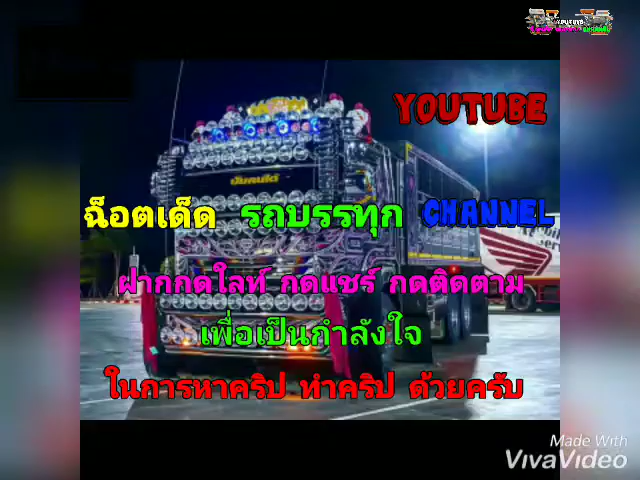 YOUTUBE
ฉ็อตเด็ด รถบรรทุก CHANNEL
ฝากกดใลท์ กดแชร์ กดติดตาม
เพื่อเป็นกำลังใจ
ในการหาคริป ทำคริป ด้วยครับ
Made With
VivaVideo